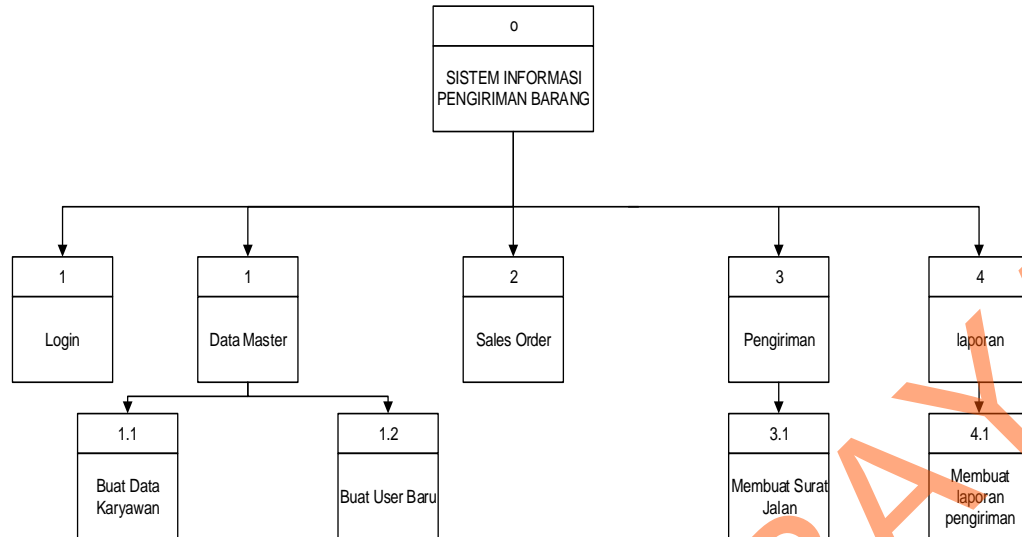 o
SISTEM INFORMASI
PENGIRIMAN BARANG
1
Login
1
Data Master
2
Sales Order
3
Pengiriman
4
laporan
1.1
Buat Data
Karyawan
1.2
Buat User Baru
3.1
Membuat Surat
Jalan
4.1
Membuat
laporan
pengiriman